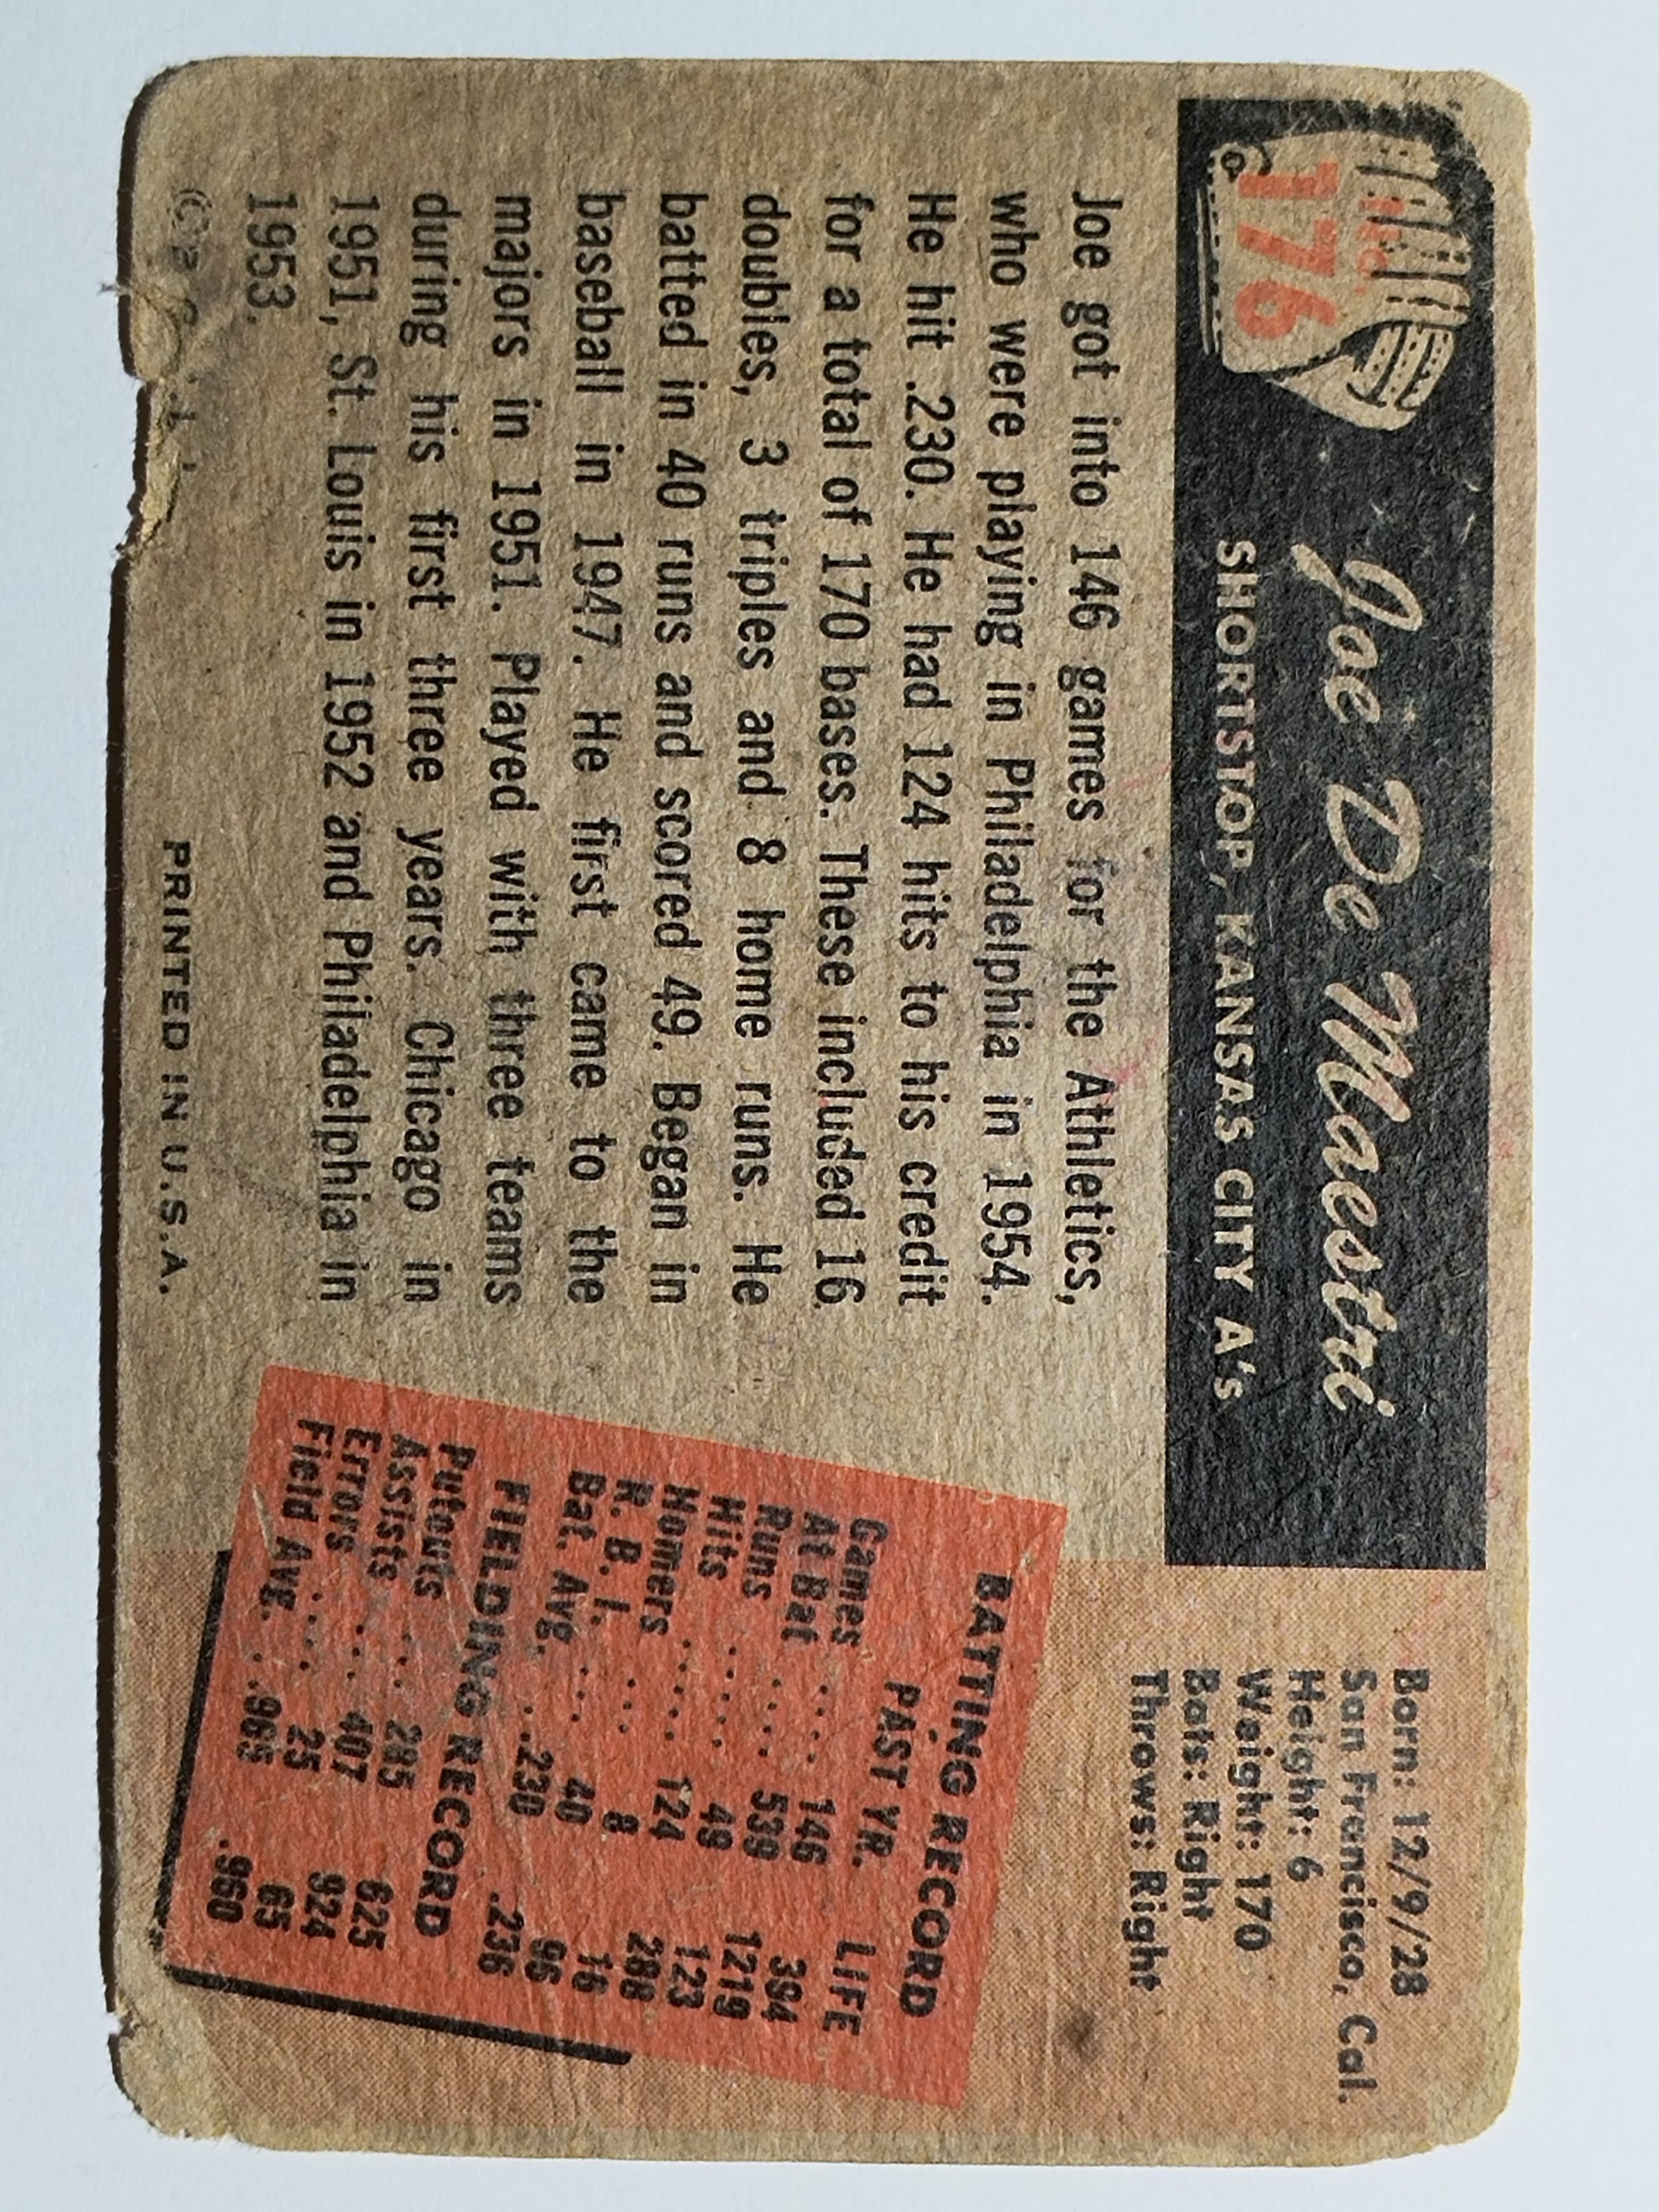 No.
176
Joe De Maestri
SHORTSTOP, KANSAS CITY A's
Born: 12/9/28
San Francisco, Cal.
Height: 6
Weight: 170
Bats: Right
Throws: Right
Joe got into 146 games for the Athletics,
who were playing in Philadelphia in 1954.
He hit .230. He had 124 hits to his credit
for a total of 170 bases. These included 16
doubles, 3 triples and 8 home runs. He
batted in 40 runs and scored 49. Began in
baseball in 1947. He first came to the
majors in 1951. Played with three teams
during his first three years. Chicago in
1951, St. Louis in 1952 and Philadelphia in
1953.
BATTING RECORD
PAST YR. LIFE
Games .... 146 394
At Bat .... 539 1219
Runs .... 49 123
Hits ..... 124 288
Homers ... 8 16
R. B. I. ... 40 96
Bat. Avg. ..230 .236
FIELDING RECORD
Putouts ... 285 625
Assists ... 407 924
Errors .... 25 65
Field Avg. . .965 .960
©
PRINTED IN U.S.A.